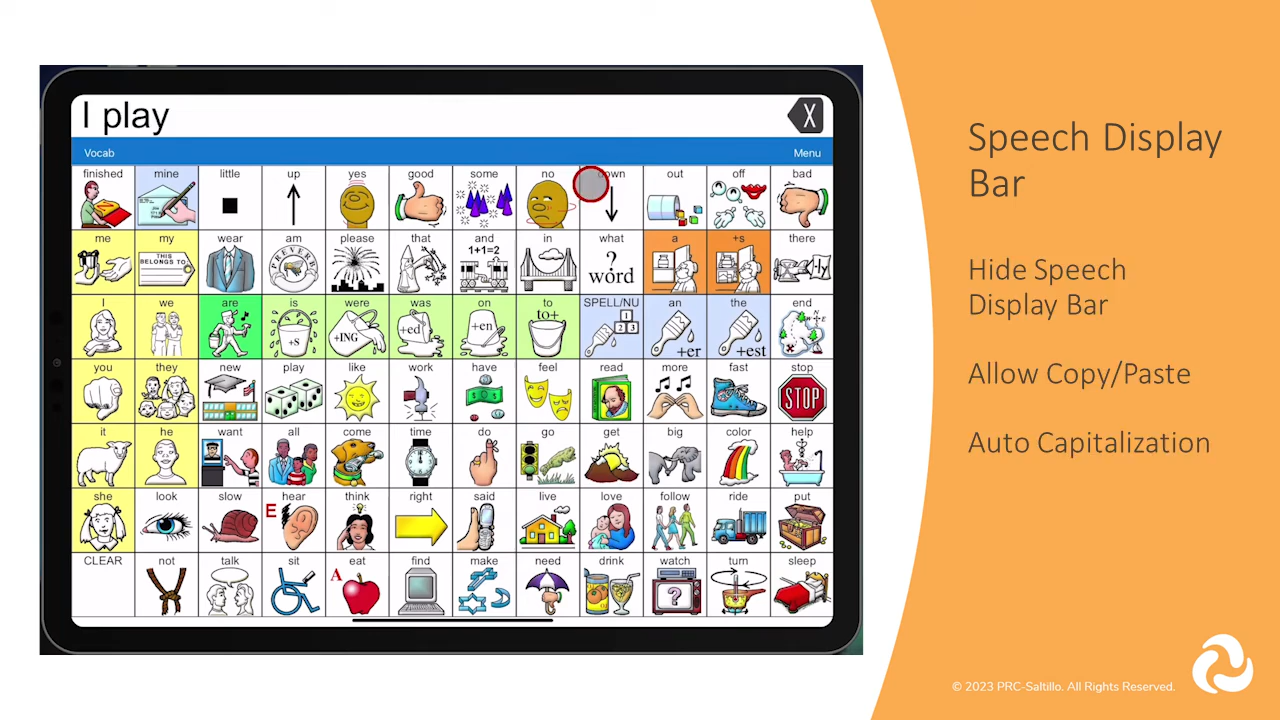 I play
X
Vocab Menu
finished mine little up yes good some no down out off bad
me my wear am please that and in what a +s there
THIS BELONGS TO PREVERB 1+1=2 ? word -ly
I we are is were was on to SPELL/NU an the end
+S +ING +ed +en to+ 1 2 3 +er +est N E S
you they new play like work have feel read more fast stop
STOP
it he want all come time do go get big color help
she look slow hear think right said live love follow ride put
E
CLEAR not talk sit eat find make need drink watch turn sleep
A ?
Speech Display
Bar
Hide Speech
Display Bar
Allow Copy/Paste
Auto Capitalization
© 2023 PRC-Saltillo. All Rights Reserved.